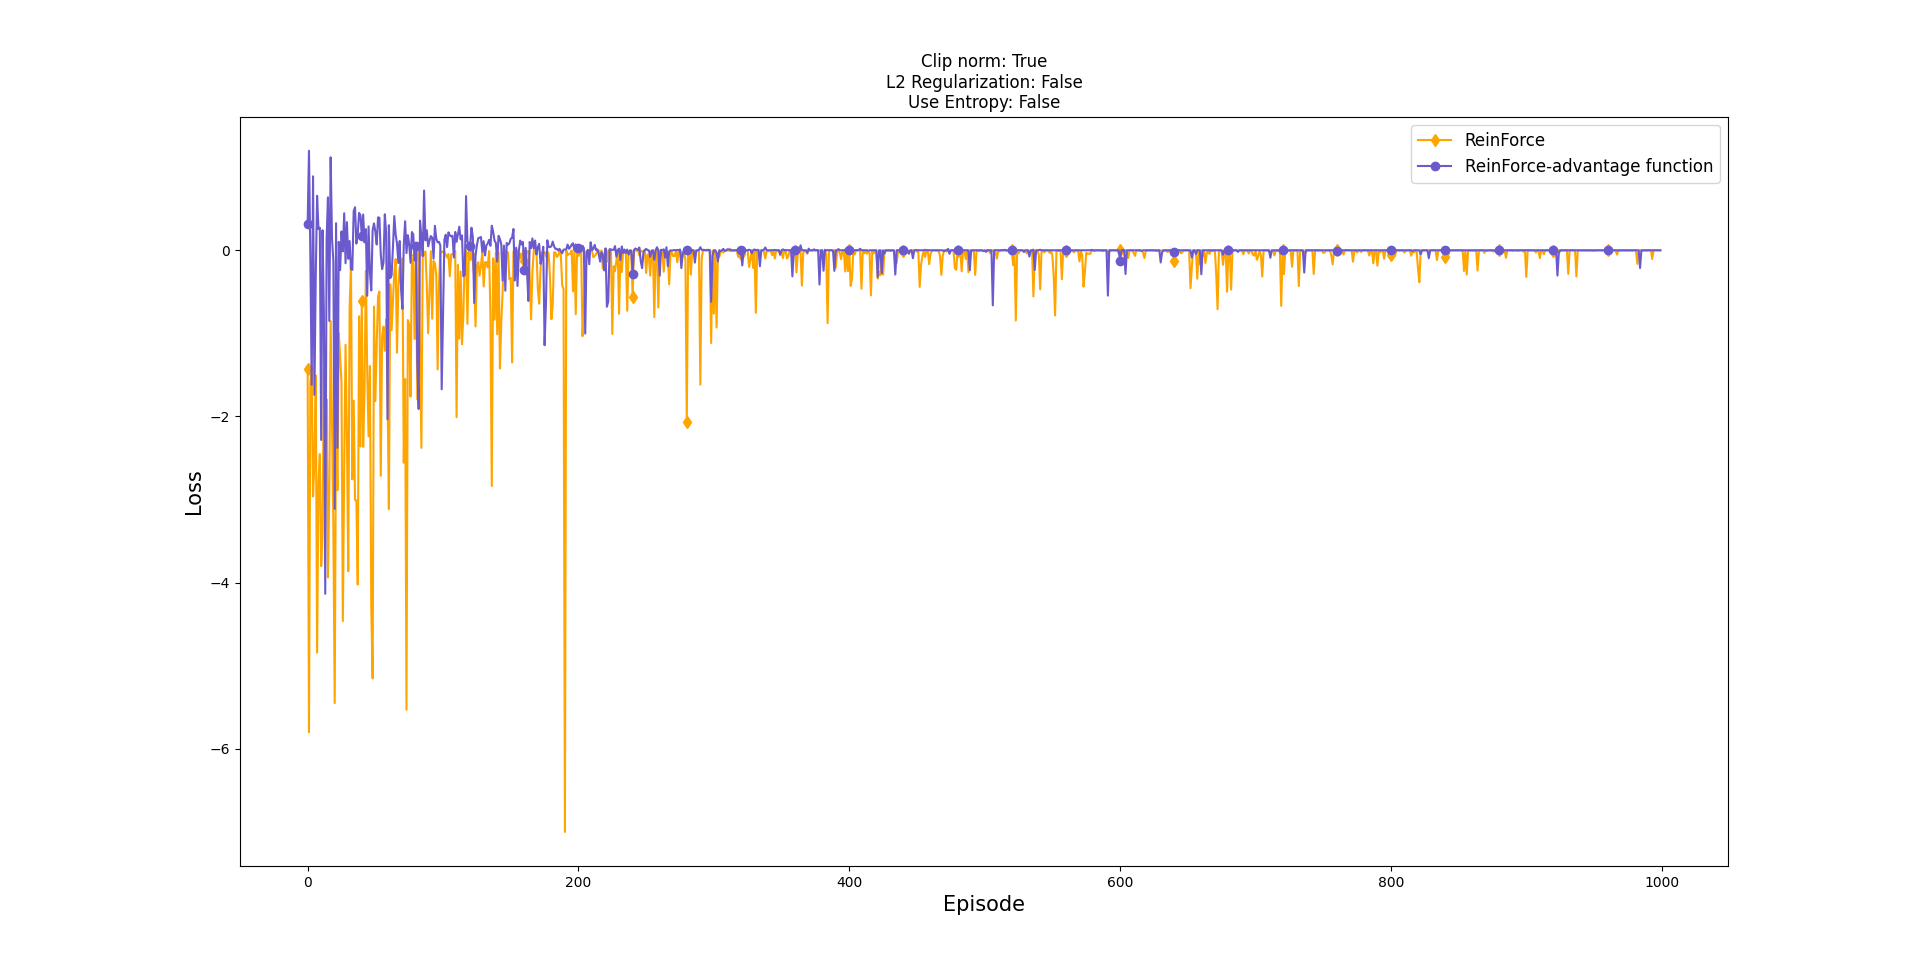 Clip norm: True
L2 Regularization: False
Use Entropy: False
ReinForce
ReinForce-advantage function
0
−2
−4
−6
Loss
0
200
400
600
800
1000
Episode